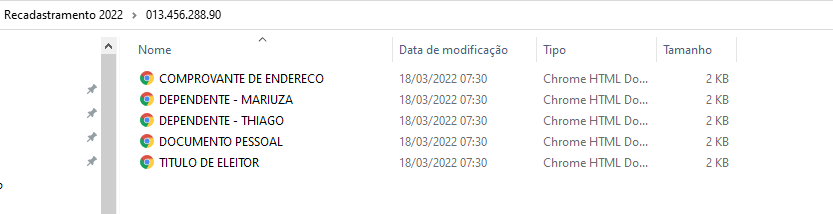 Recadastramento 2022 > 013.456.288.90
Nome Data de modificação Tipo Tamanho
COMPROVANTE DE ENDERECO 18/03/2022 07:30 Chrome HTML Do... 2 KB
DEPENDENTE - MARIUZA 18/03/2022 07:30 Chrome HTML Do... 2 KB
DEPENDENTE - THIAGO 18/03/2022 07:30 Chrome HTML Do... 2 KB
DOCUMENTO PESSOAL 18/03/2022 07:30 Chrome HTML Do... 2 KB
TITULO DE ELEITOR 18/03/2022 07:30 Chrome HTML Do... 2 KB